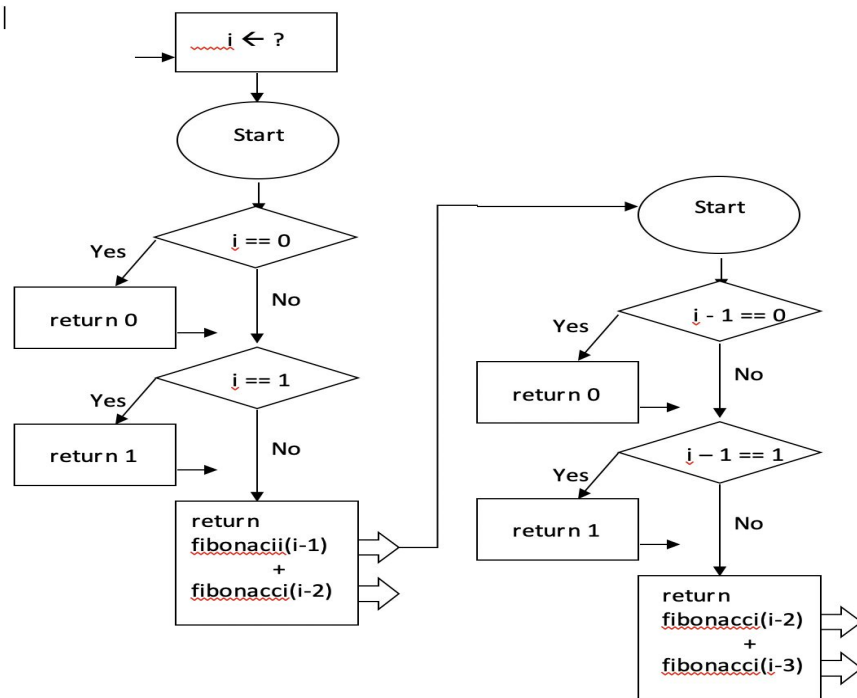 i ← ?
Start
i == 0
Yes
No
return 0
i == 1
Yes
No
return 1
return
fibonacii(i-1)
+
fibonacci(i-2)
Start
i - 1 == 0
Yes
No
return 0
i – 1 == 1
Yes
No
return 1
return
fibonacci(i-2)
+
fibonacci(i-3)